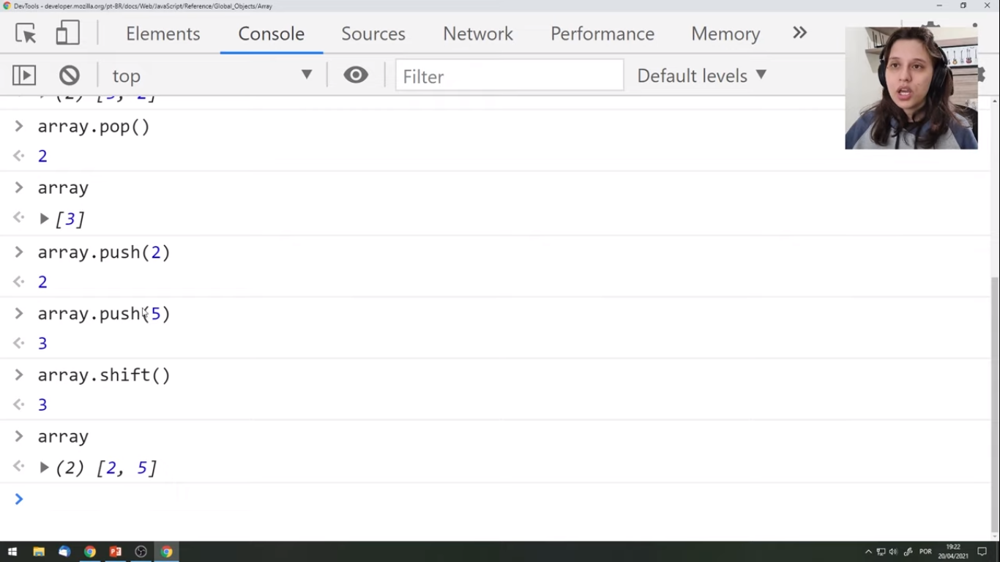 DevTools - developer.mozilla.org/pt-BR/docs/Web/JavaScript/Reference/Global_Objects/Array
Elements Console Sources Network Performance Memory »
top ▼ Filter Default levels ▼
(2) [3, 2]
> array.pop()
2
> array
[3]
> array.push(2)
2
> array.push(5)
3
> array.shift()
3
> array
(2) [2, 5]
>
POR 19:22
20/04/2021